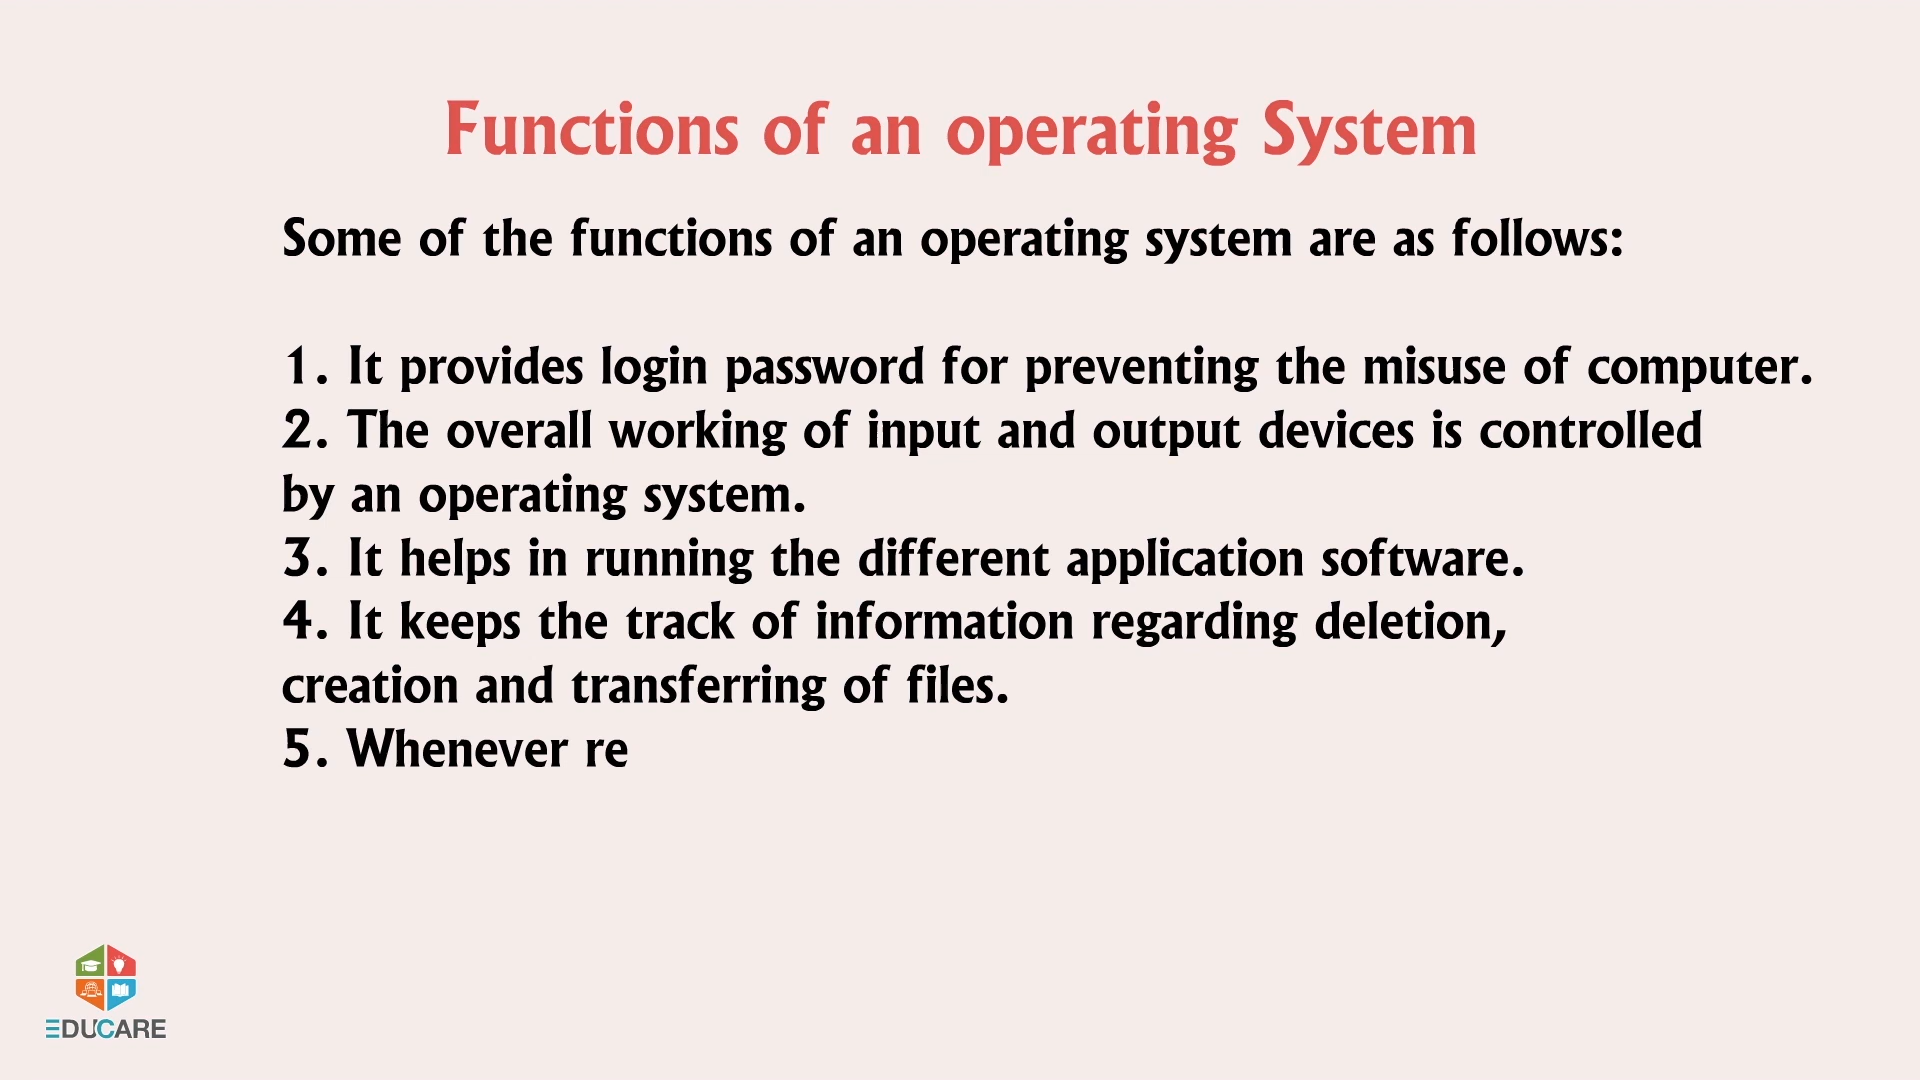 Functions of an operating System
Some of the functions of an operating system are as follows:
1. It provides login password for preventing the misuse of computer.
2. The overall working of input and output devices is controlled
by an operating system.
3. It helps in running the different application software.
4. It keeps the track of information regarding deletion,
creation and transferring of files.
5. Whenever re
EDUCARE